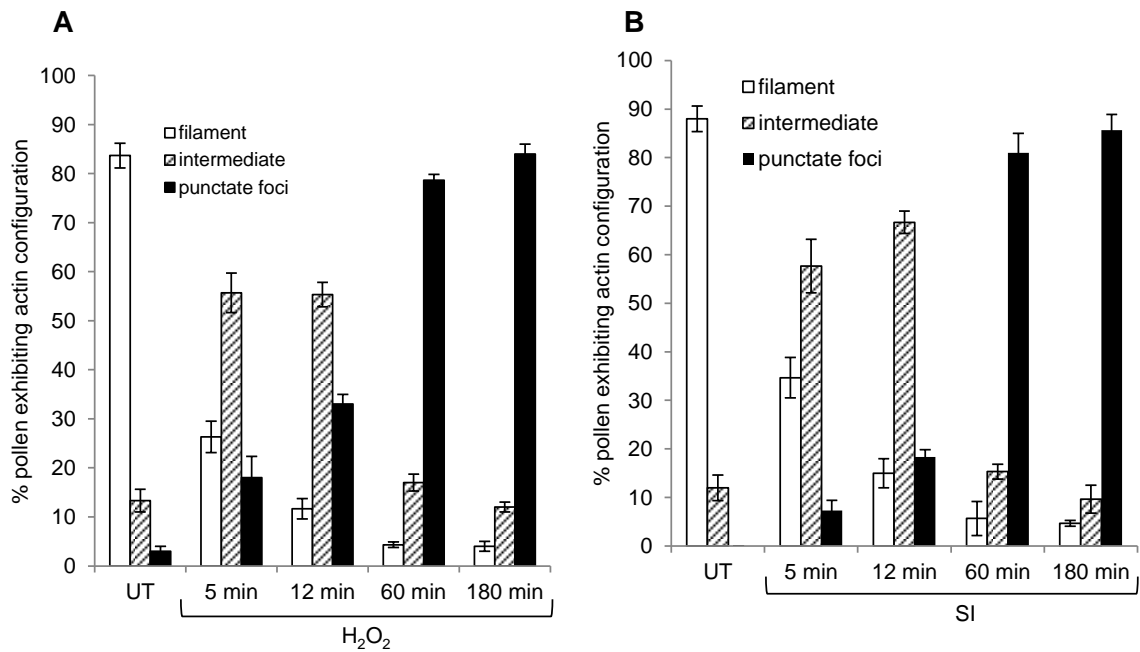 A
% pollen exhibiting actin configuration
100
90
80
70
60
50
40
30
20
10
0
filament
intermediate
punctate foci
UT 5 min 12 min 60 min 180 min
H₂O₂
B
% pollen exhibiting actin configuration
100
90
80
70
60
50
40
30
20
10
0
filament
intermediate
punctate foci
UT 5 min 12 min 60 min 180 min
SI